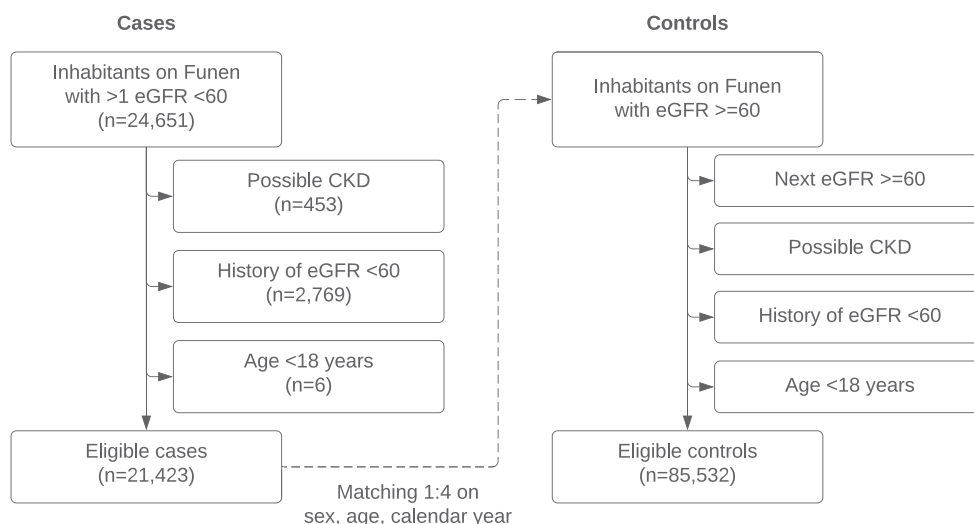 Cases
Inhabitants on Funen
with >1 eGFR <60
(n=24,651)
Possible CKD
(n=453)
History of eGFR <60
(n=2,769)
Age <18 years
(n=6)
Eligible cases
(n=21,423)
Matching 1:4 on
sex, age, calendar year
Controls
Inhabitants on Funen
with eGFR >=60
Next eGFR >=60
Possible CKD
History of eGFR <60
Age <18 years
Eligible controls
(n=85,532)